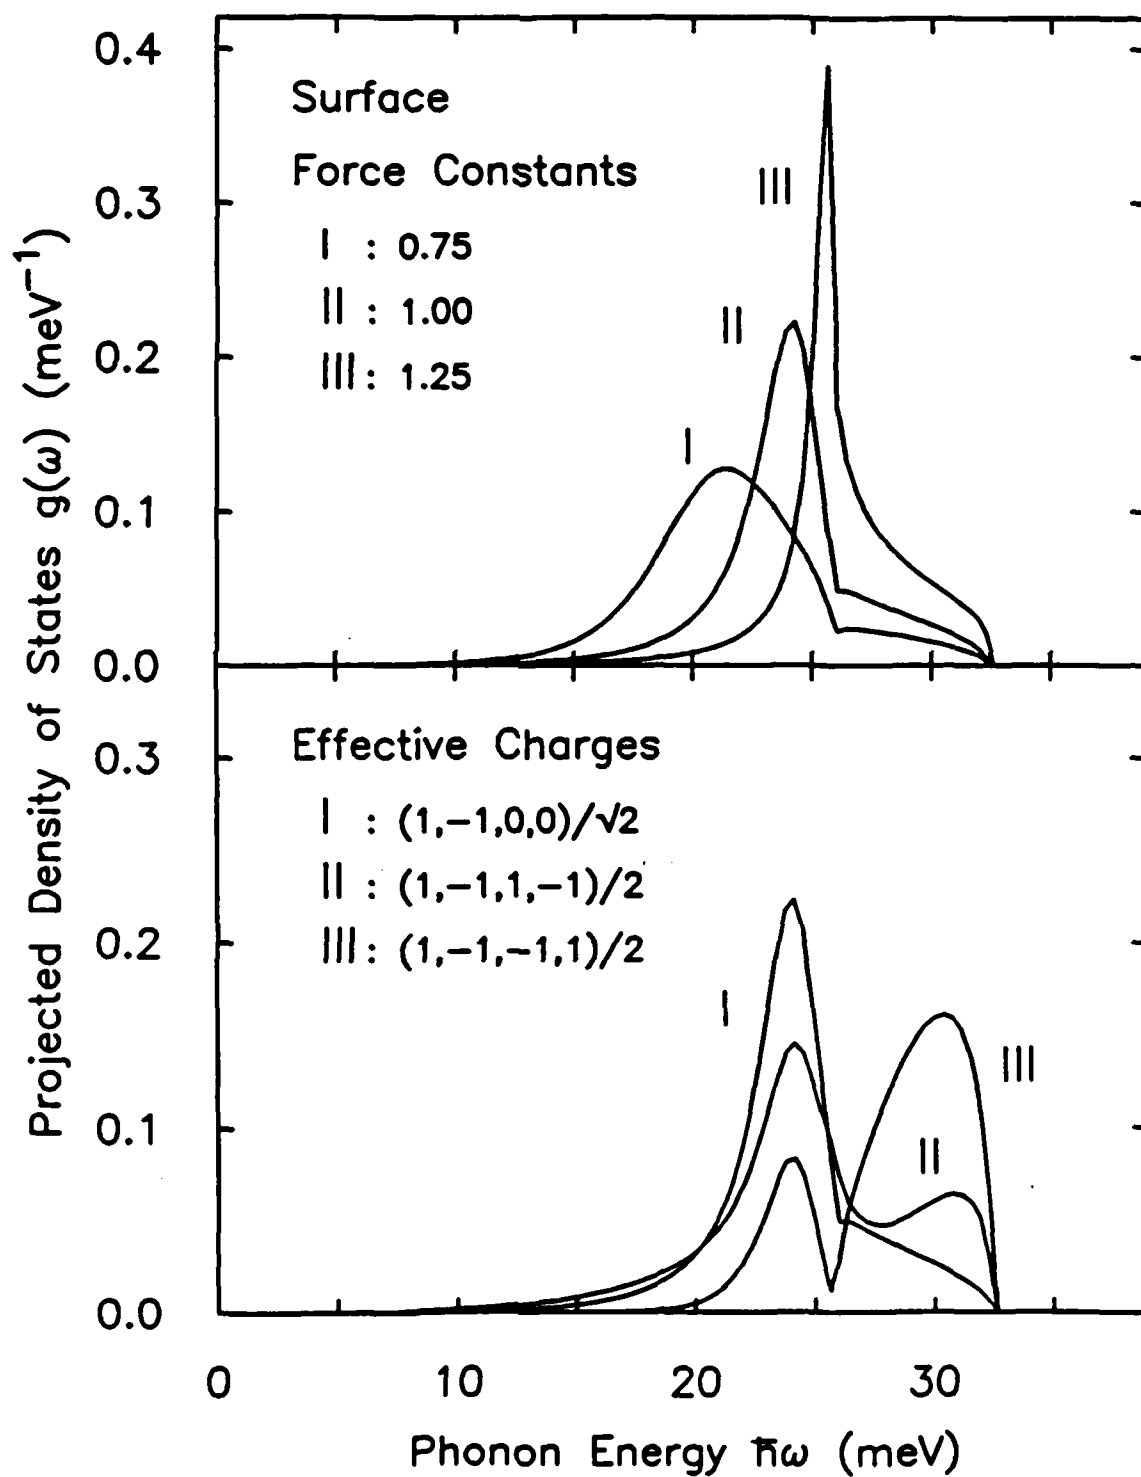 Projected Density of States g(ω) (meV⁻¹)
0.4
0.3
0.2
0.1
0.0
Surface
Force Constants
I : 0.75
II : 1.00
III : 1.25
I
II
III
0.3
0.2
0.1
0.0
Effective Charges
I : (1,−1,0,0)/√2
II : (1,−1,1,−1)/2
III : (1,−1,−1,1)/2
I
II
III
0 10 20 30
Phonon Energy ħω (meV)